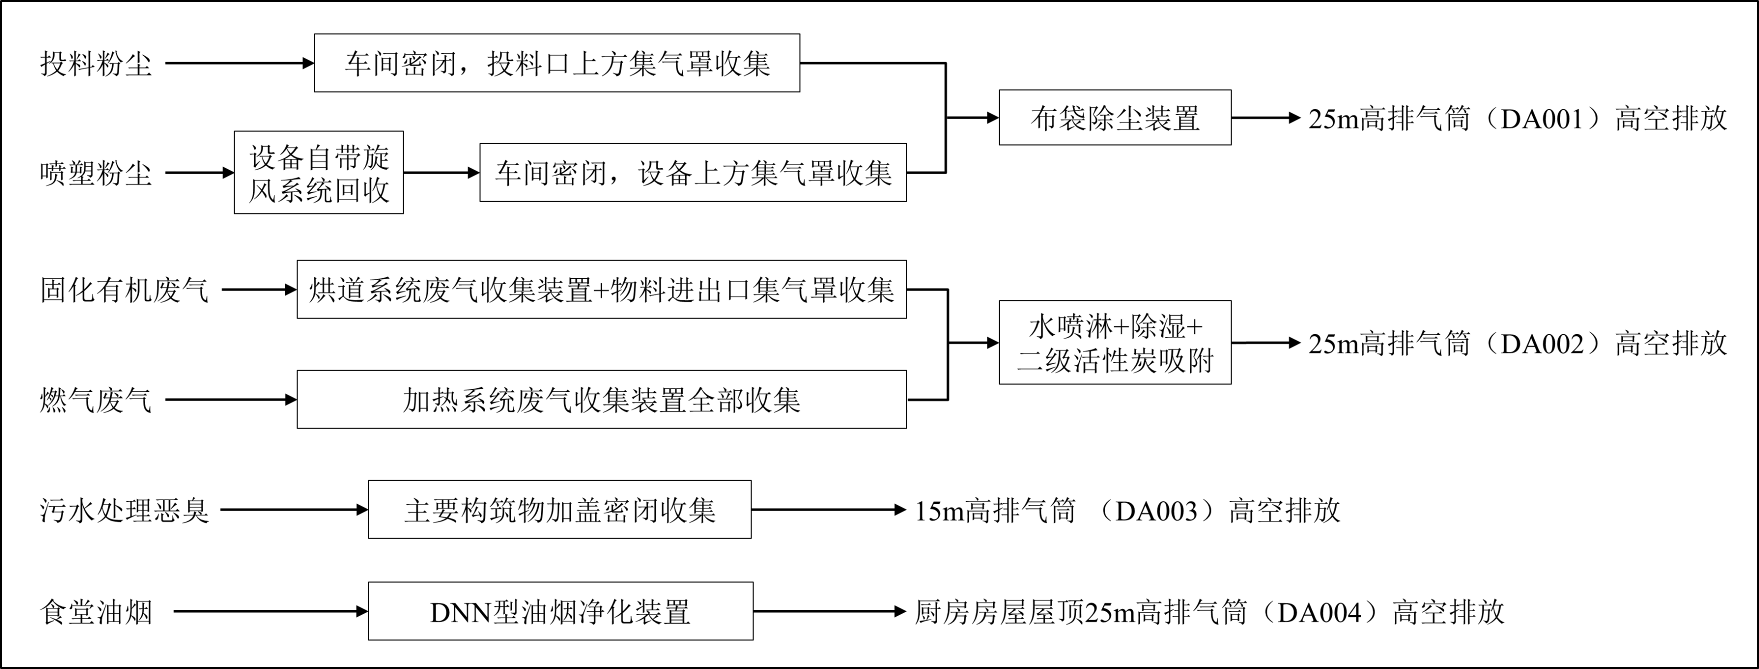 投料粉尘
车间密闭，投料口上方集气罩收集
布袋除尘装置
25m高排气筒（DA001）高空排放
喷塑粉尘
设备自带旋
风系统回收
车间密闭，设备上方集气罩收集
固化有机废气
烘道系统废气收集装置+物料进出口集气罩收集
水喷淋+除湿+
二级活性炭吸附
25m高排气筒（DA002）高空排放
燃气废气
加热系统废气收集装置全部收集
污水处理恶臭
主要构筑物加盖密闭收集
15m高排气筒 （DA003）高空排放
食堂油烟
DNN型油烟净化装置
厨房房屋屋顶25m高排气筒（DA004）高空排放